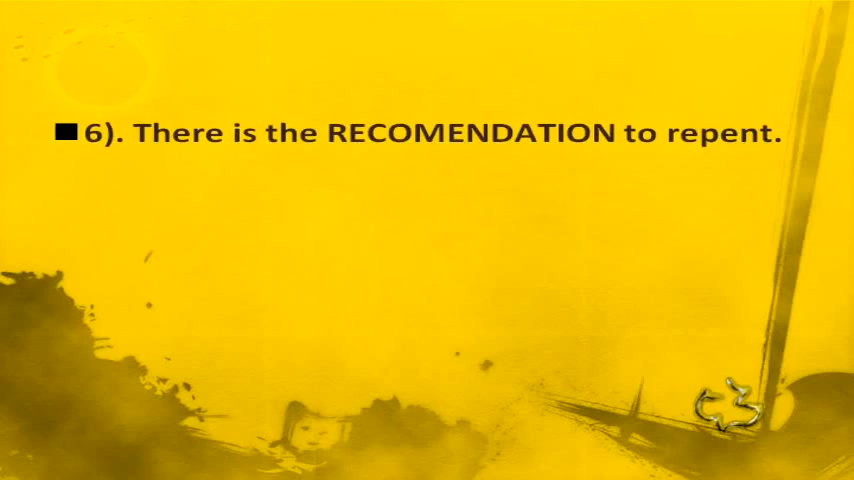 6). There is the RECOMENDATION to repent.